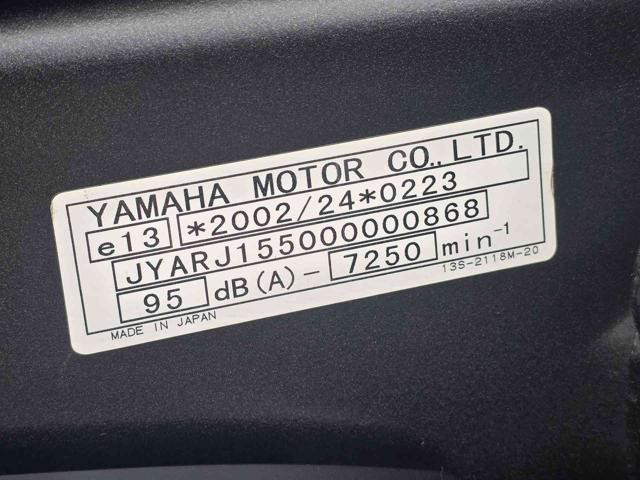 YAMAHA MOTOR CO., LTD.
e13 *2002/24*0223
JYARJ155000000868
95 dB(A)- 7250 min-1
MADE IN JAPAN 13S-2118M-20